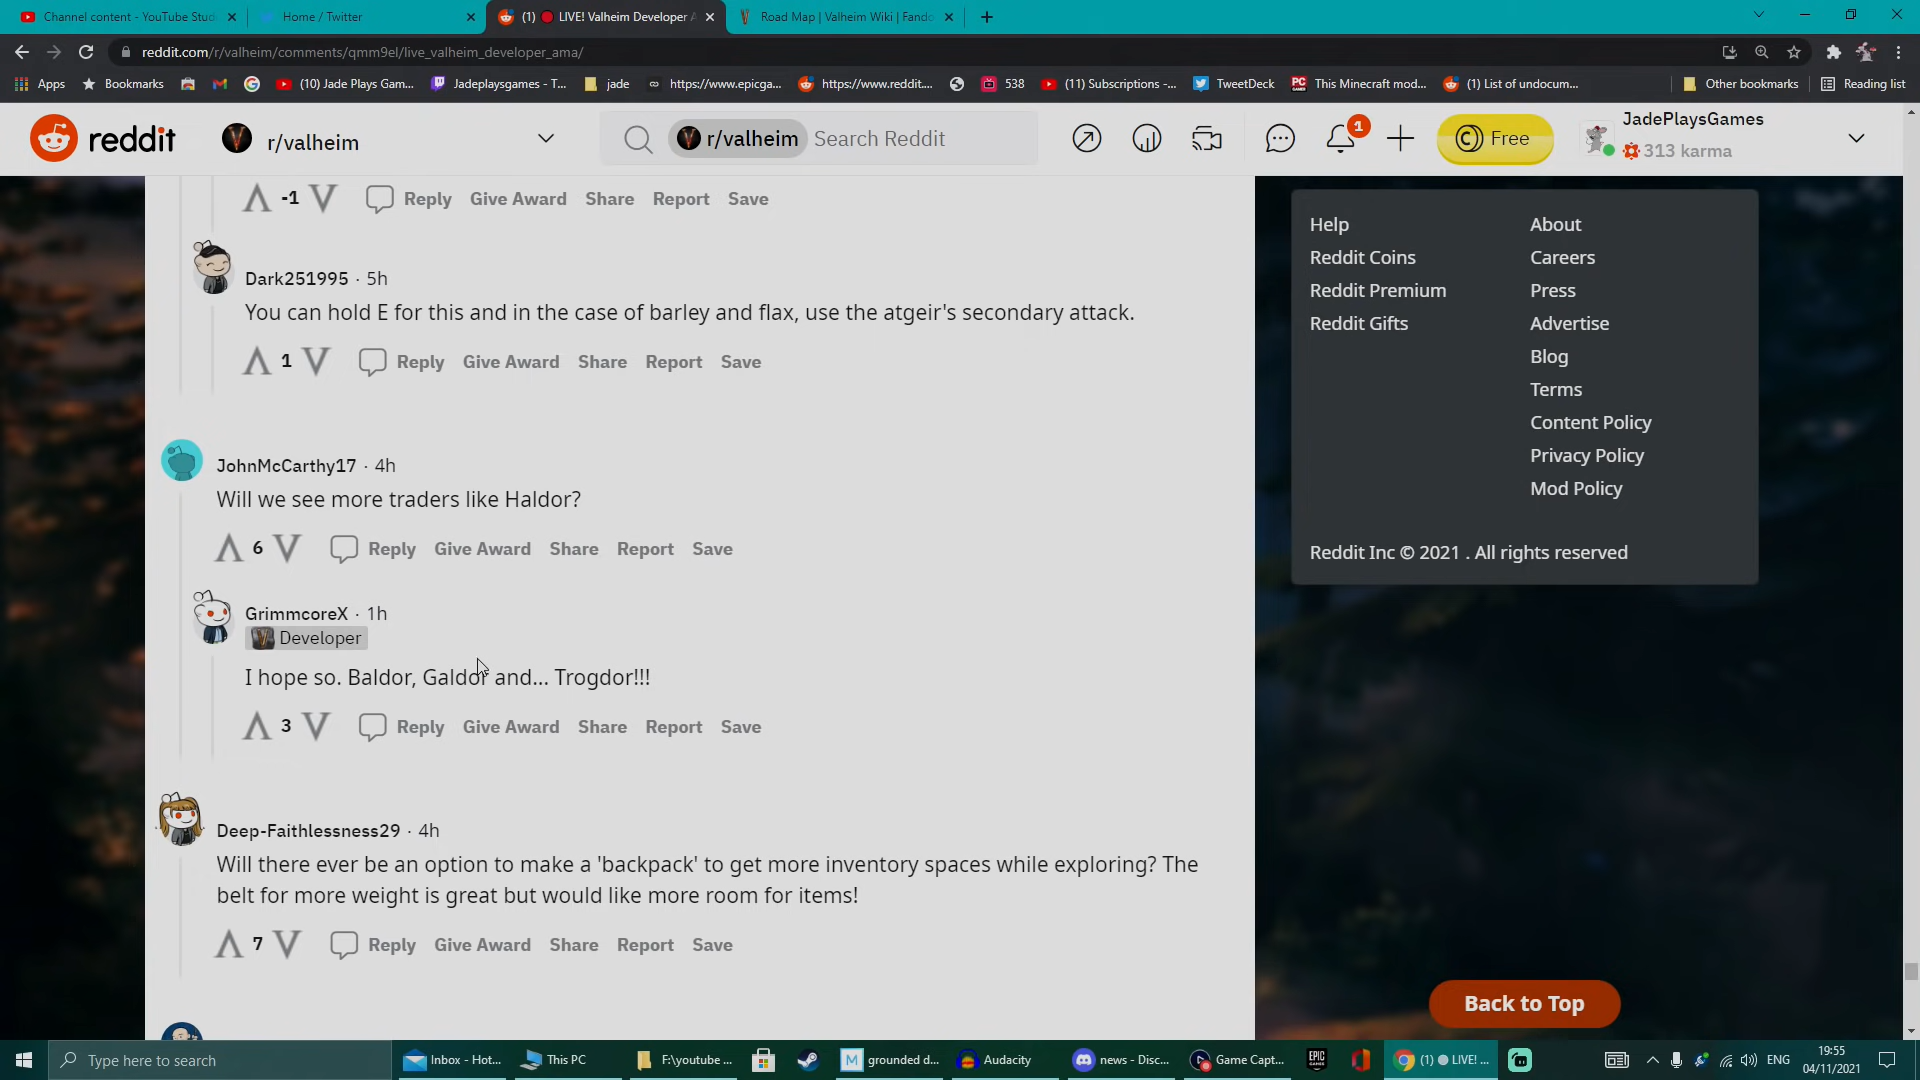 Channel content - YouTube Stud
Home / Twitter
(1) 🔴 LIVE! Valheim Developer A
Road Map | Valheim Wiki | Fando
reddit.com/r/valheim/comments/qmm9el/live_valheim_developer_ama/
Apps
Bookmarks
(10) Jade Plays Gam...
Jadeplaysgames - T...
jade
https://www.epicga...
https://www.reddit....
538
(11) Subscriptions -...
TweetDeck
This Minecraft mod...
(1) List of undocum...
Other bookmarks
Reading list
reddit
r/valheim
r/valheim
Search Reddit
1
Free
JadePlaysGames
313 karma
-1 Reply Give Award Share Report Save
Dark251995 · 5h
You can hold E for this and in the case of barley and flax, use the atgeir's secondary attack.
1 Reply Give Award Share Report Save
JohnMcCarthy17 · 4h
Will we see more traders like Haldor?
6 Reply Give Award Share Report Save
GrimmcoreX · 1h
Developer
I hope so. Baldor, Galdor and... Trogdor!!!
3 Reply Give Award Share Report Save
Deep-Faithlessness29 · 4h
Will there ever be an option to make a 'backpack' to get more inventory spaces while exploring? The
belt for more weight is great but would like more room for items!
7 Reply Give Award Share Report Save
Help
Reddit Coins
Reddit Premium
Reddit Gifts
About
Careers
Press
Advertise
Blog
Terms
Content Policy
Privacy Policy
Mod Policy
Reddit Inc © 2021 . All rights reserved
Back to Top
Type here to search
Inbox - Hot...
This PC
F:\youtube ...
grounded d...
Audacity
news - Disc...
Game Capt...
EPIC GAMES
(1) 🔴 LIVE! ...
ENG
19:55
04/11/2021